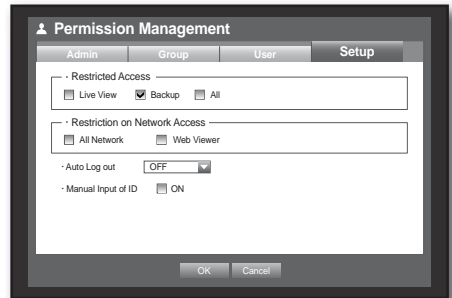 Permission Management
Admin Group User Setup
· Restricted Access
Live View Backup All
· Restriction on Network Access
All Network Web Viewer
· Auto Log out OFF
· Manual Input of ID ON
OK Cancel